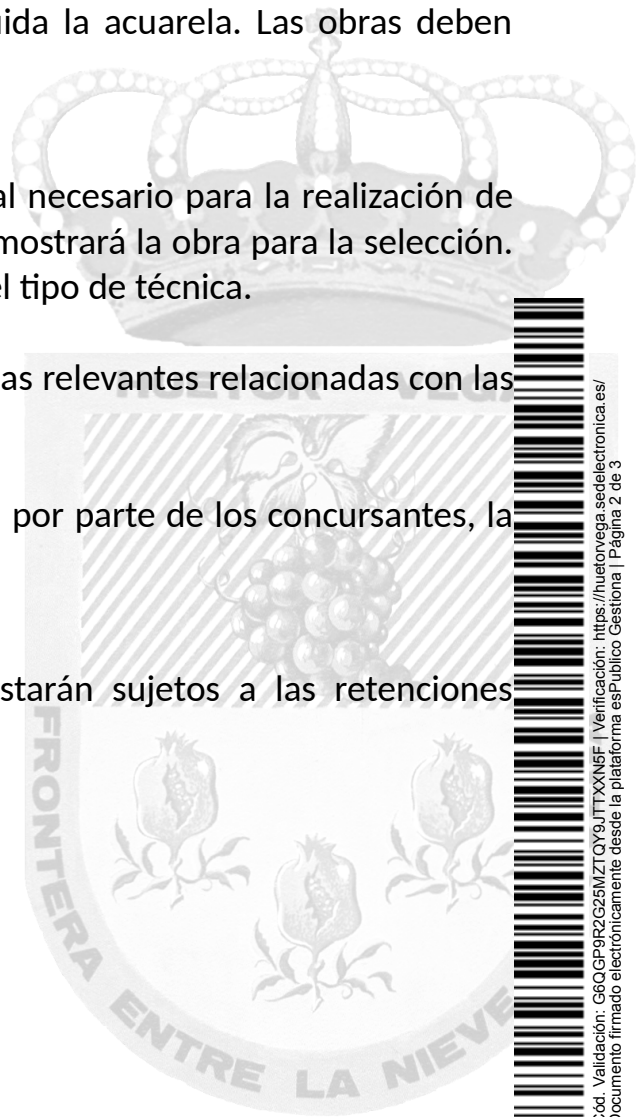 uida la acuarela. Las obras deben
al necesario para la realización de
mostrará la obra para la selección.
el tipo de técnica.
as relevantes relacionadas con las
por parte de los concursantes, la
starán sujetos a las retenciones
HUETOR VEGA
FRONTERA ENTRE LA NIEVE
Cód. Validación: G6QGP9R2G25MZTQY9JTTXXN5F | Verificación: https://huetorvega.sedelectronica.es/
Documento firmado electrónicamente desde la plataforma esPublico Gestiona | Página 2 de 3